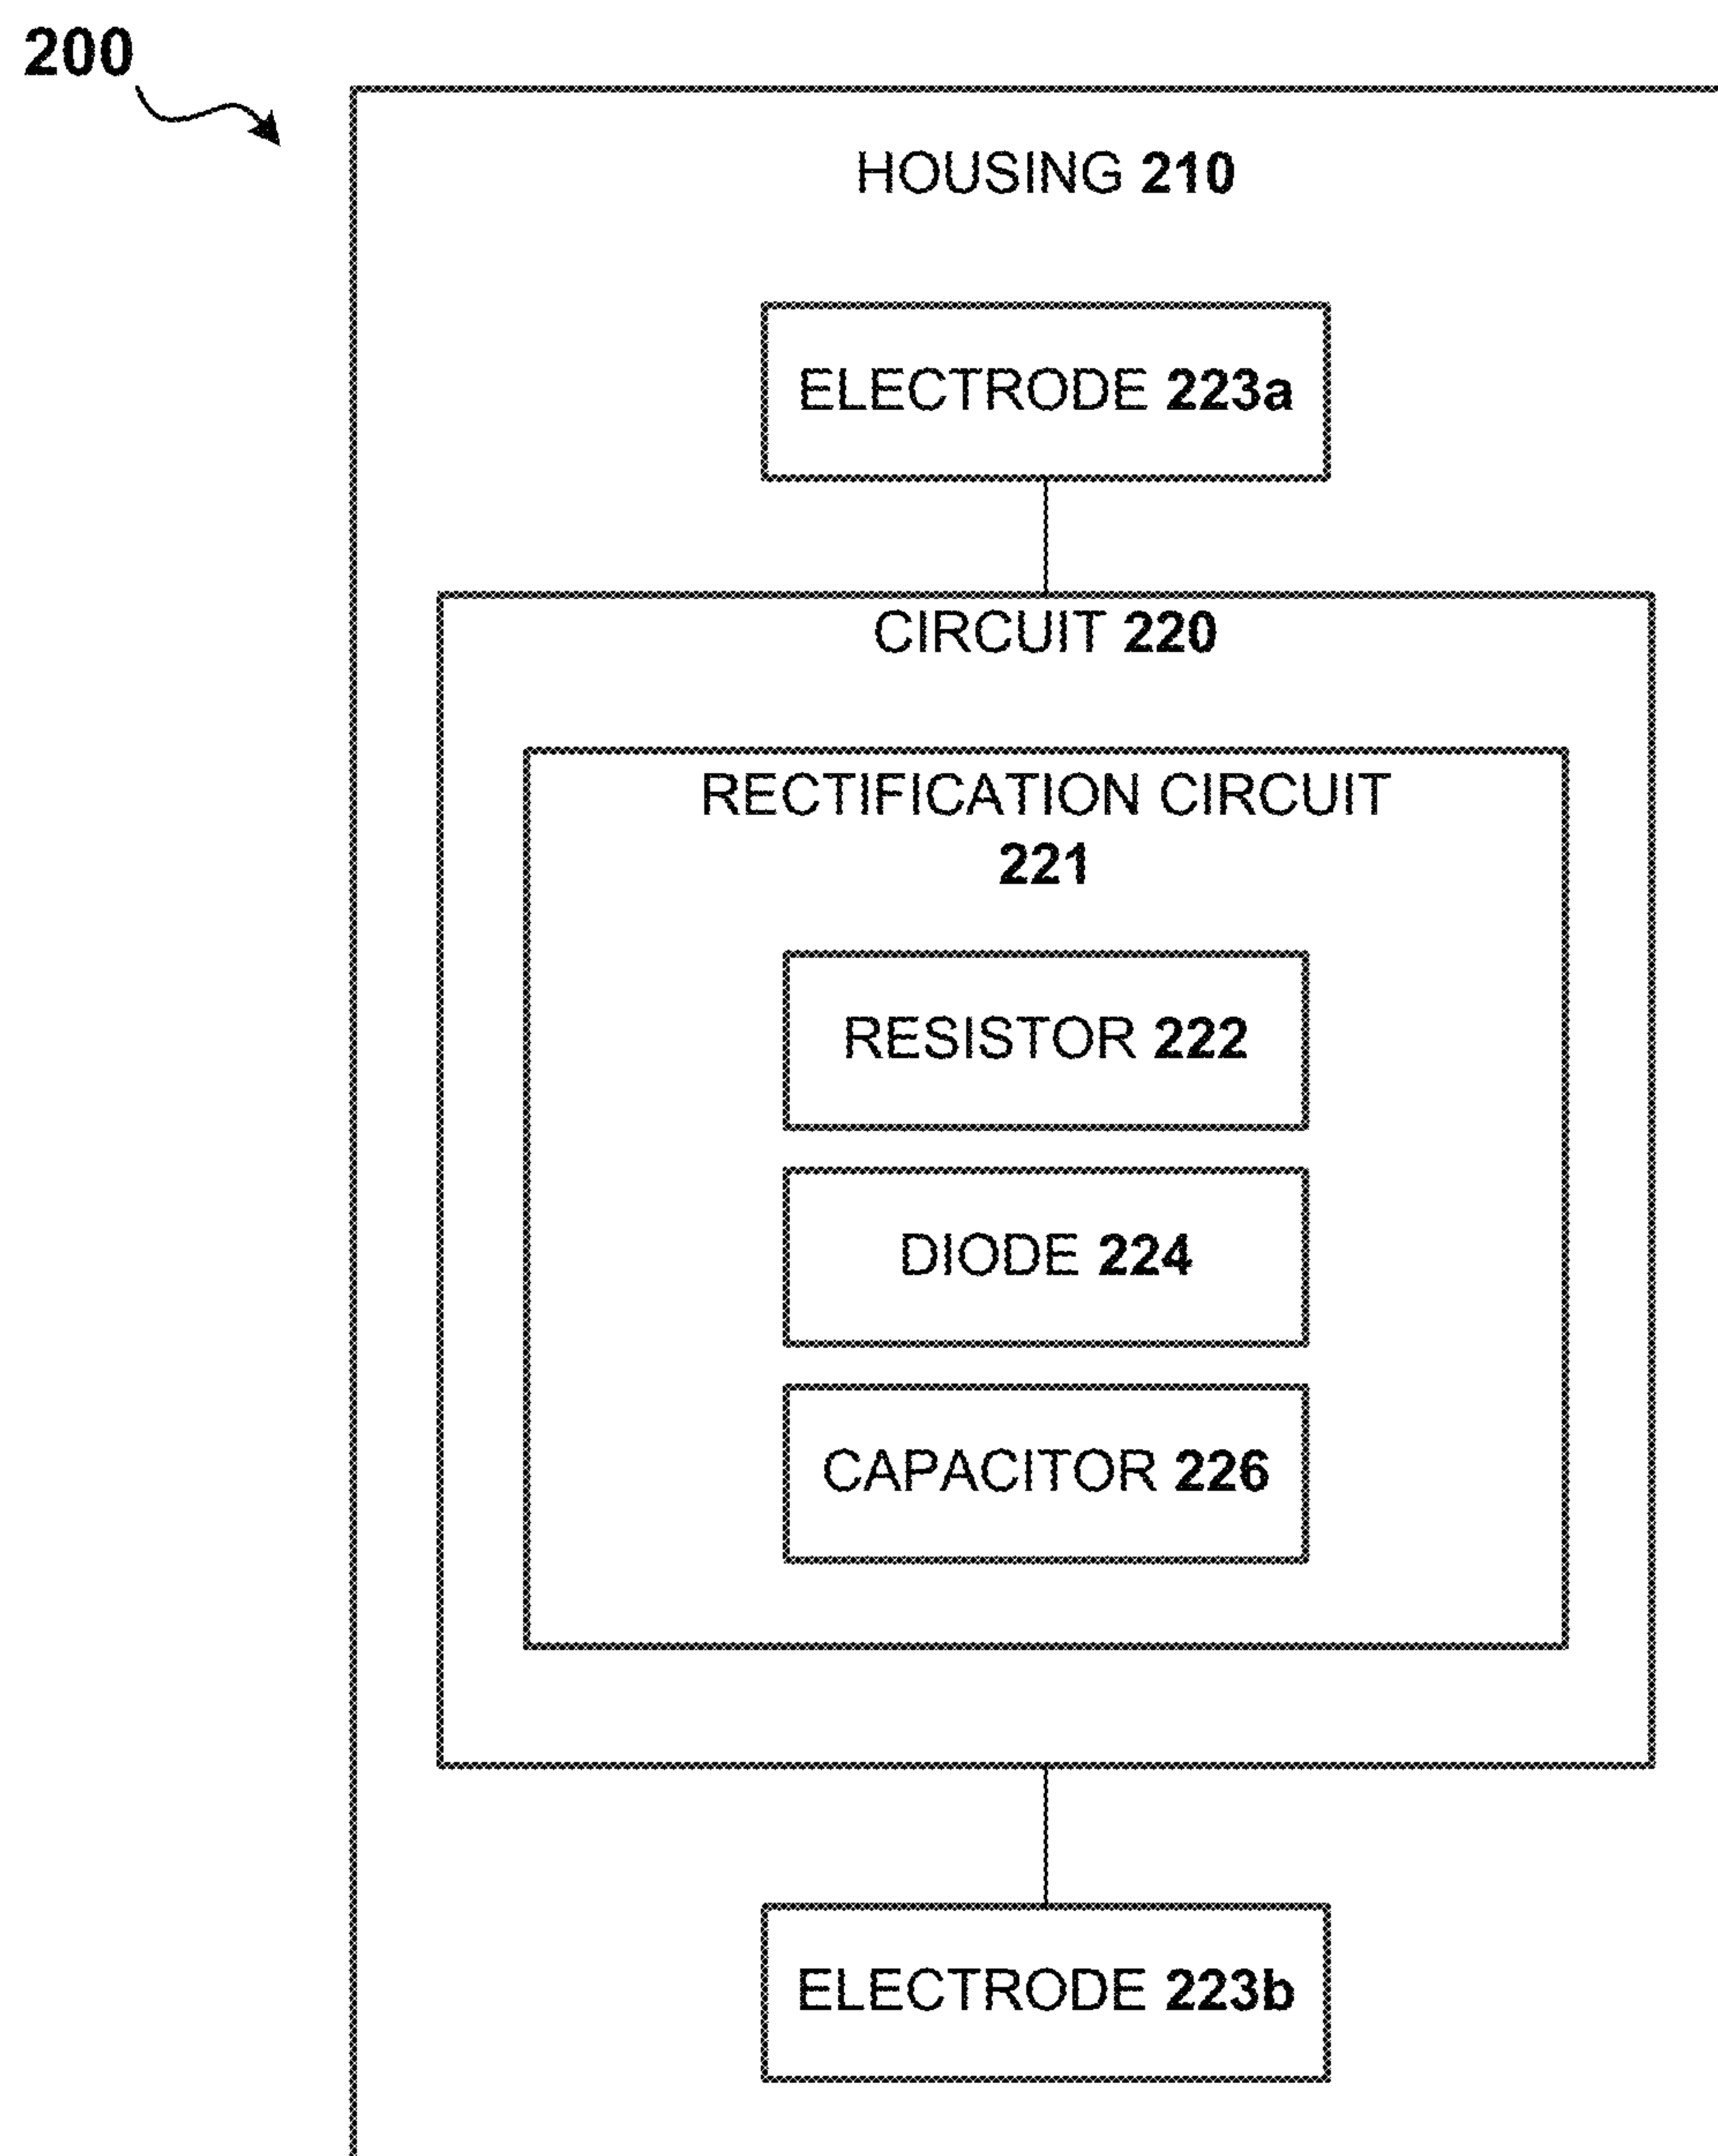 200
HOUSING 210
ELECTRODE 223a
CIRCUIT 220
RECTIFICATION CIRCUIT
221
RESISTOR 222
DIODE 224
CAPACITOR 226
ELECTRODE 223b